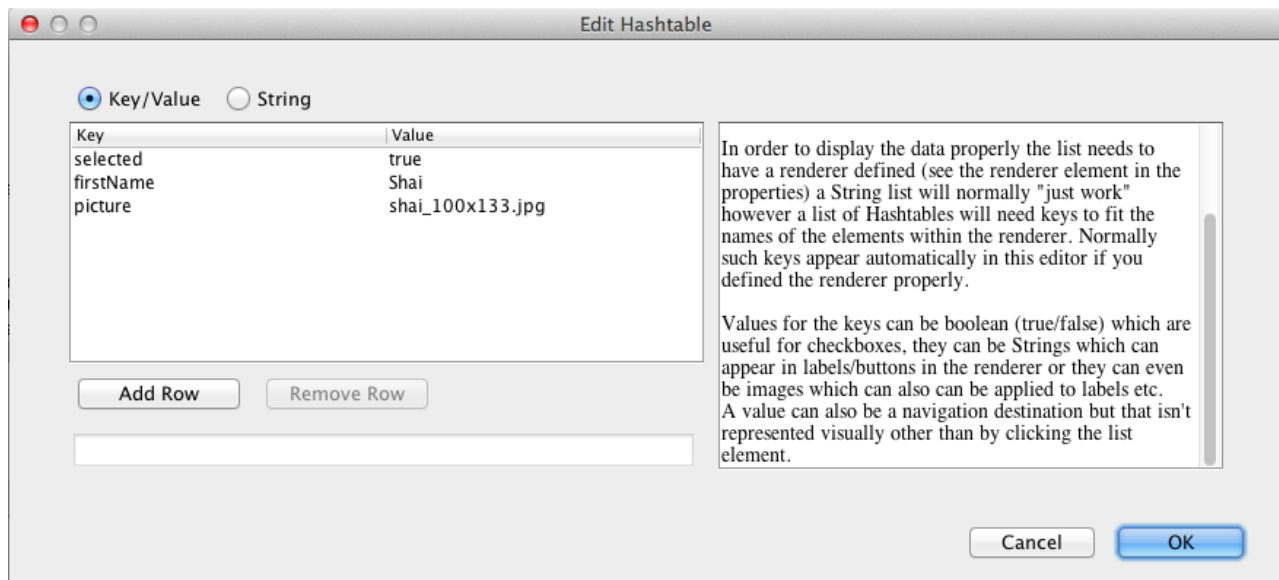 Edit Hashtable
Key/Value String
Key Value
selected true
firstName Shai
picture shai_100x133.jpg
Add Row Remove Row
In order to display the data properly the list needs to
have a renderer defined (see the renderer element in the
properties) a String list will normally "just work"
however a list of Hashtables will need keys to fit the
names of the elements within the renderer. Normally
such keys appear automatically in this editor if you
defined the renderer properly.
Values for the keys can be boolean (true/false) which are
useful for checkboxes, they can be Strings which can
appear in labels/buttons in the renderer or they can even
be images which can also can be applied to labels etc.
A value can also be a navigation destination but that isn't
represented visually other than by clicking the list
element.
Cancel OK